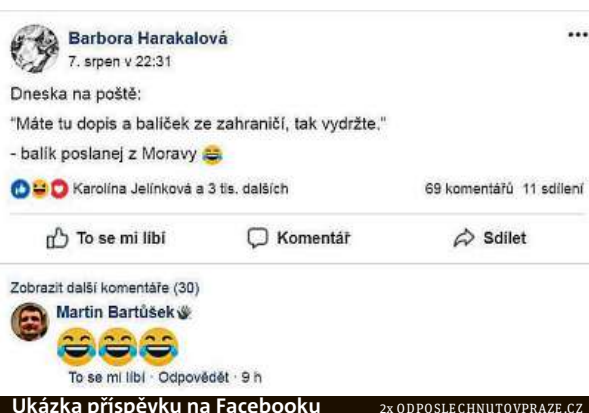 Barbora Harakalová
7. srpen v 22:31
Dneska na poště:
"Máte tu dopis a balíček ze zahraničí, tak vydržte."
- balík poslanej z Moravy 😂
Karolína Jelínková a 3 tis. dalších 69 komentářů 11 sdílení
To se mi líbí Komentář Sdílet
Zobrazit další komentáře (30)
Martin Bartůšek
😂😂😂
To se mi líbí · Odpovědět · 9 h
Ukázka příspěvku na Facebooku 2x ODPOSLECHNUTOVPRAZE.CZ